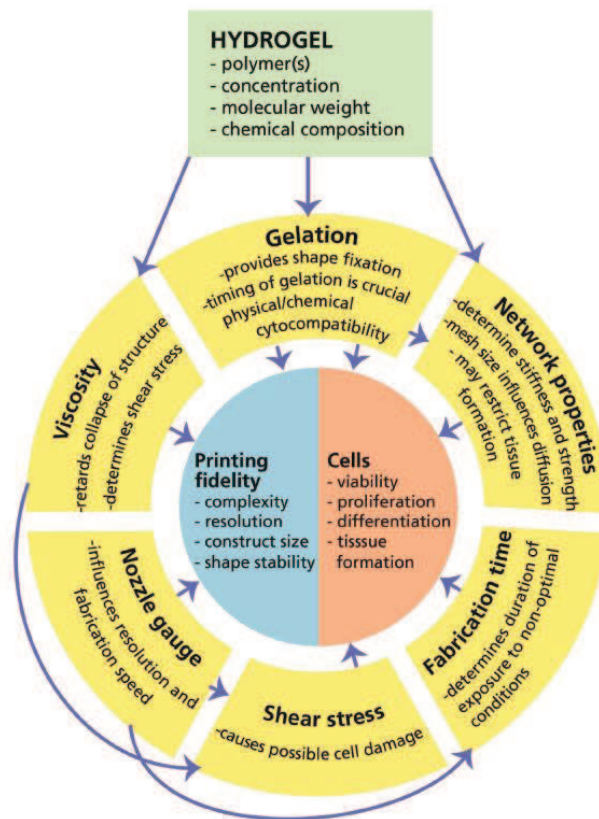 HYDROGEL
- polymer(s)
- concentration
- molecular weight
- chemical composition
Gelation
-provides shape fixation
-timing of gelation is crucial
physical/chemical
cytocompatibility
Network properties
-determine stiffness and strength
-mesh size influences diffusion
- may restrict tissue
formation
Viscosity
-retards collapse of structure
-determines shear stress
Printing
fidelity
- complexity
- resolution
- construct size
- shape stability
Cells
- viability
- proliferation
- differentiation
- tisssue
formation
Nozzle gauge
-influences resolution and
fabrication speed
Shear stress
-causes possible cell damage
Fabrication time
-determines duration of
exposure to non-optimal
conditions